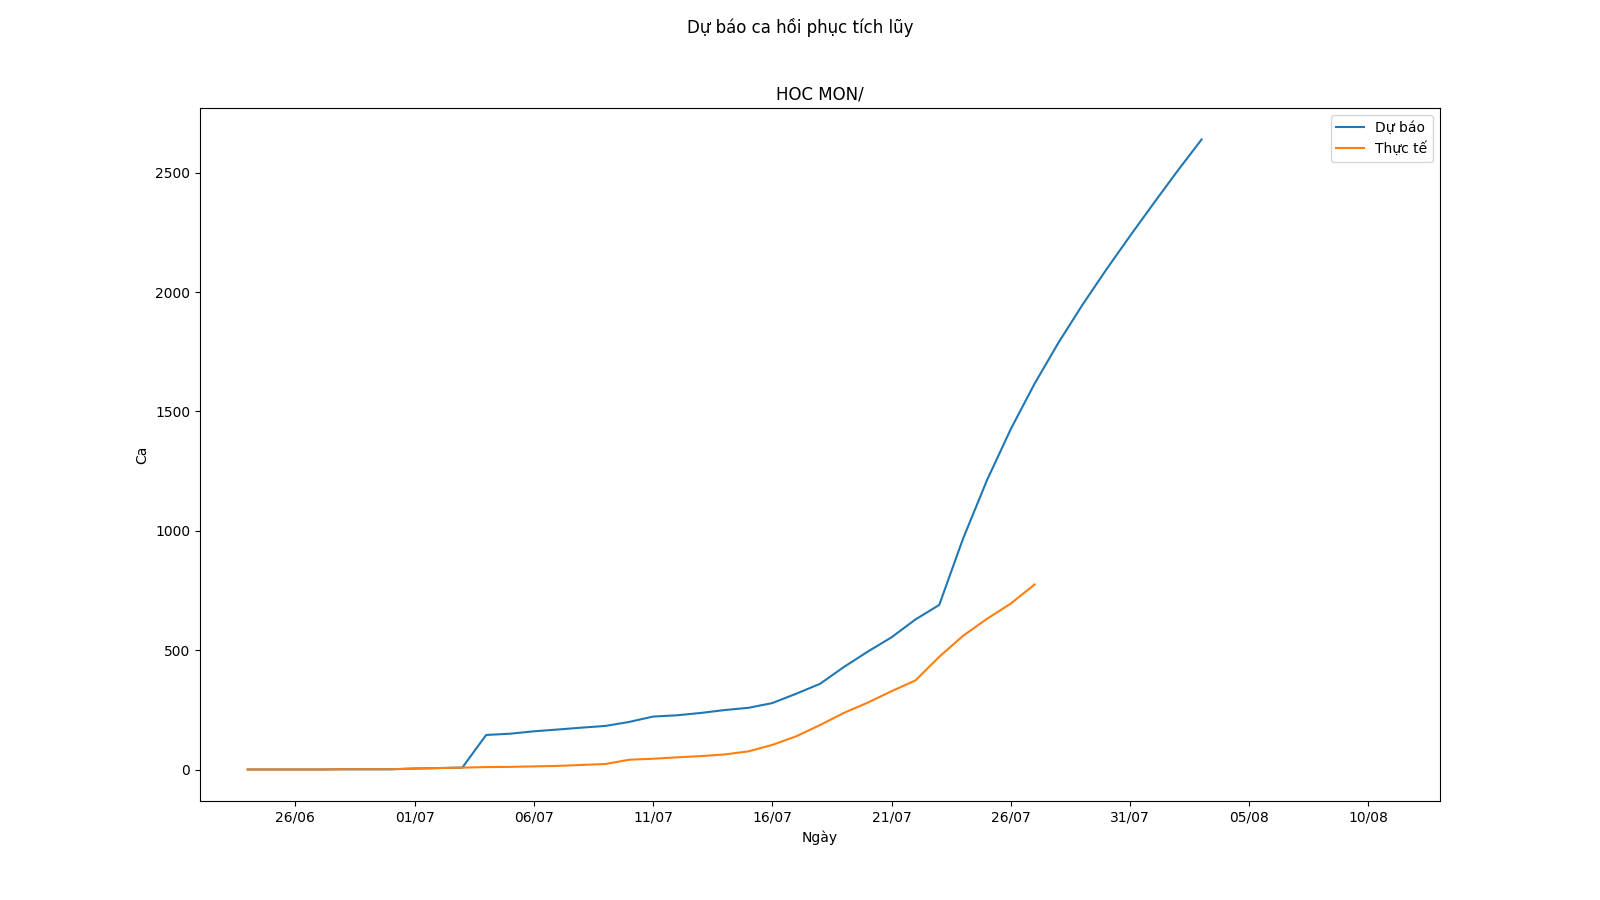 Dự báo ca hồi phục tích lũy
HOC MON/
Dự báo
Thực tế
2500
2000
1500
1000
500
0
Ca
26/06
01/07
06/07
11/07
16/07
21/07
26/07
31/07
05/08
10/08
Ngày